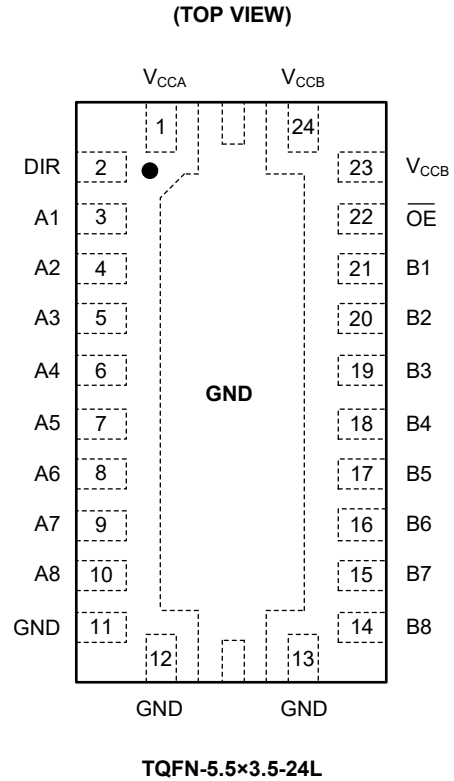 (TOP VIEW)
VCCA VCCB
1 24
DIR 2 23 VCCB
A1 3 22 OE
A2 4 21 B1
A3 5 20 B2
A4 6 19 B3
GND
A5 7 18 B4
A6 8 17 B5
A7 9 16 B6
A8 10 15 B7
GND 11 14 B8
12 13
GND GND
TQFN-5.5×3.5-24L